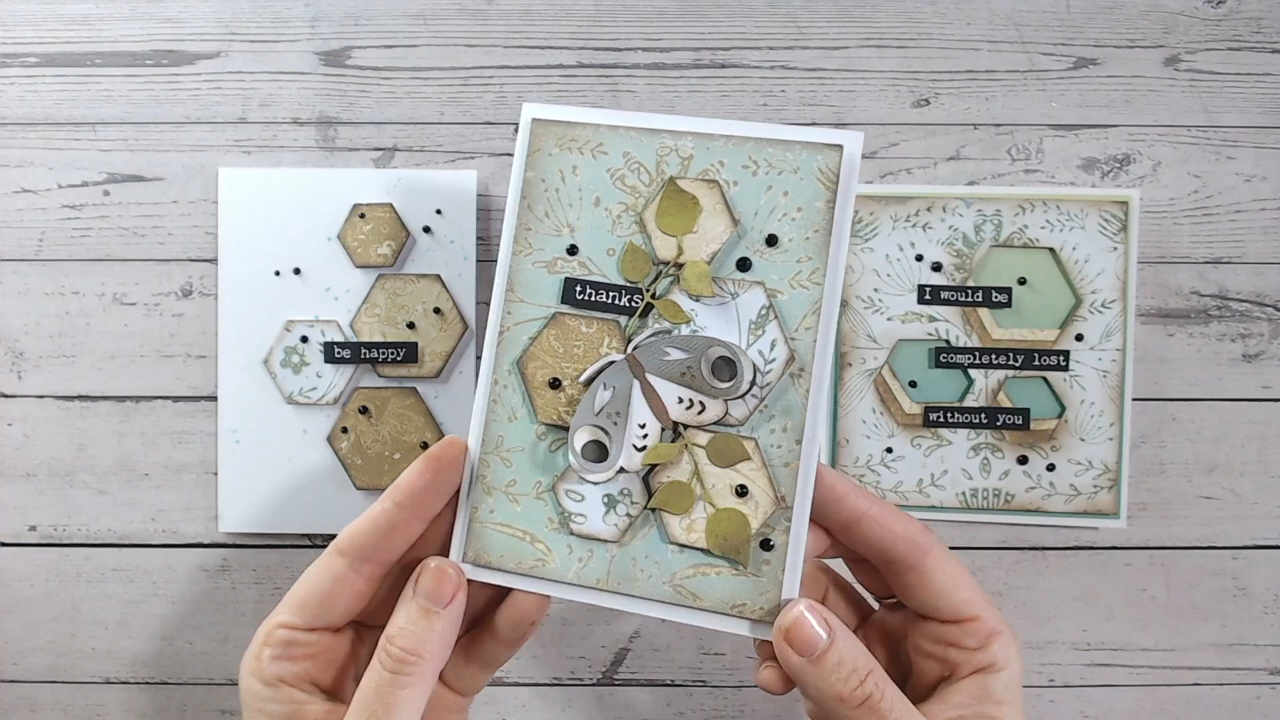 be happy
thanks
I would be
completely lost
without you